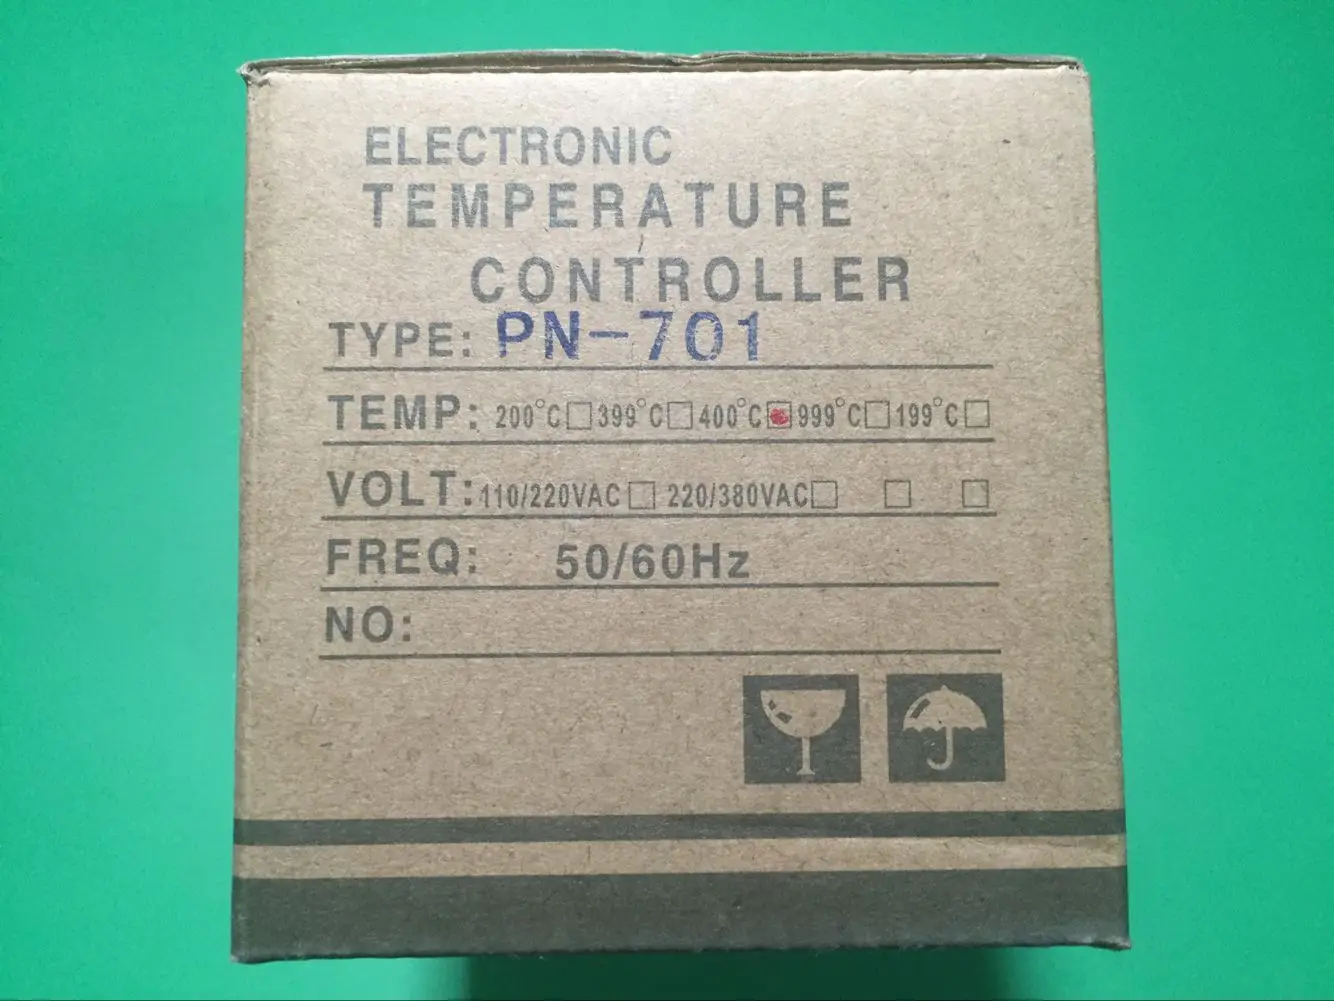 ELECTRONIC
TEMPERATURE
CONTROLLER
TYPE: PN-701
TEMP: 200°C 399°C 400°C 999°C 199°C
VOLT: 110/220VAC 220/380VAC
FREQ: 50/60Hz
NO: